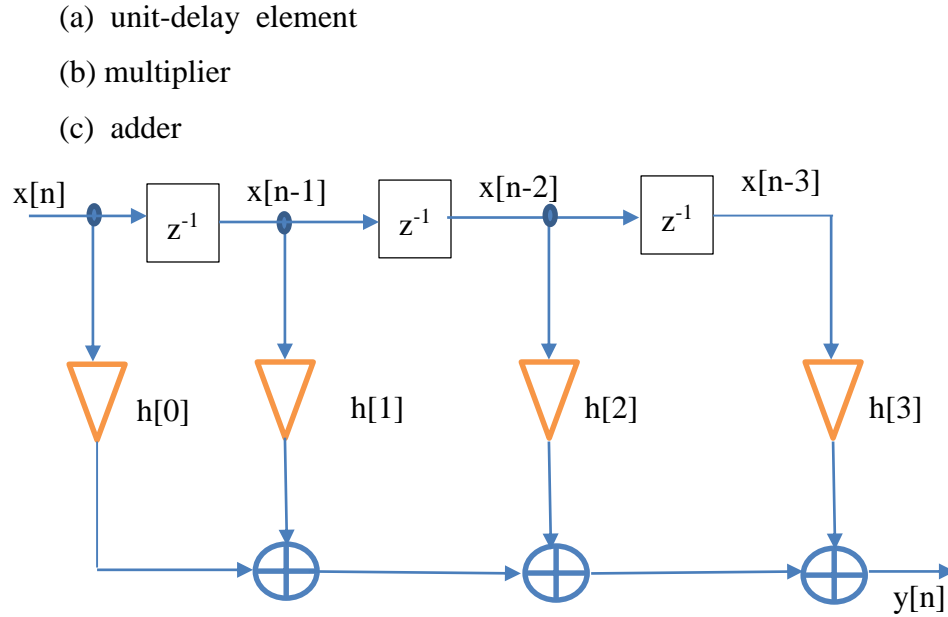 (a) unit-delay element
(b) multiplier
(c) adder
x[n] x[n-1] x[n-2] x[n-3]
z⁻¹ z⁻¹ z⁻¹
h[0] h[1] h[2] h[3]
y[n]